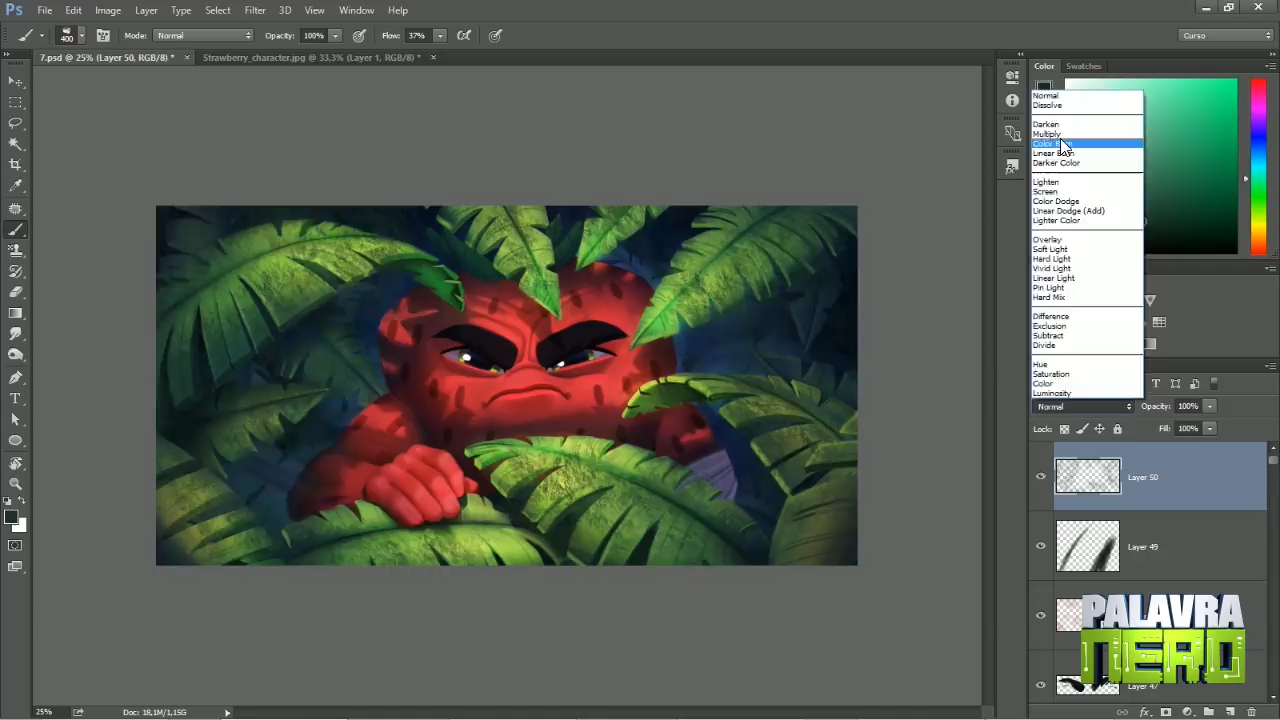 Ps File Edit Image Layer Type Select Filter 3D View Window Help
400 Mode: Normal Opacity: 100% Flow: 37% Curso
7.psd @ 25% (Layer 50, RGB/8) * × Strawberry_character.jpg @ 33,3% (Layer 1, RGB/8) * ×
Color Swatches
Normal
Dissolve
Darken
Multiply
Color Burn
Linear Burn
Darker Color
Lighten
Screen
Color Dodge
Linear Dodge (Add)
Lighter Color
Overlay
Soft Light
Hard Light
Vivid Light
Linear Light
Pin Light
Hard Mix
Difference
Exclusion
Subtract
Divide
Hue
Saturation
Color
Luminosity
Normal Opacity: 100%
Lock: Fill: 100%
Layer 50
Layer 49
PALAVRA
NERD
Layer 47
25% Doc: 18,1M/1,15G